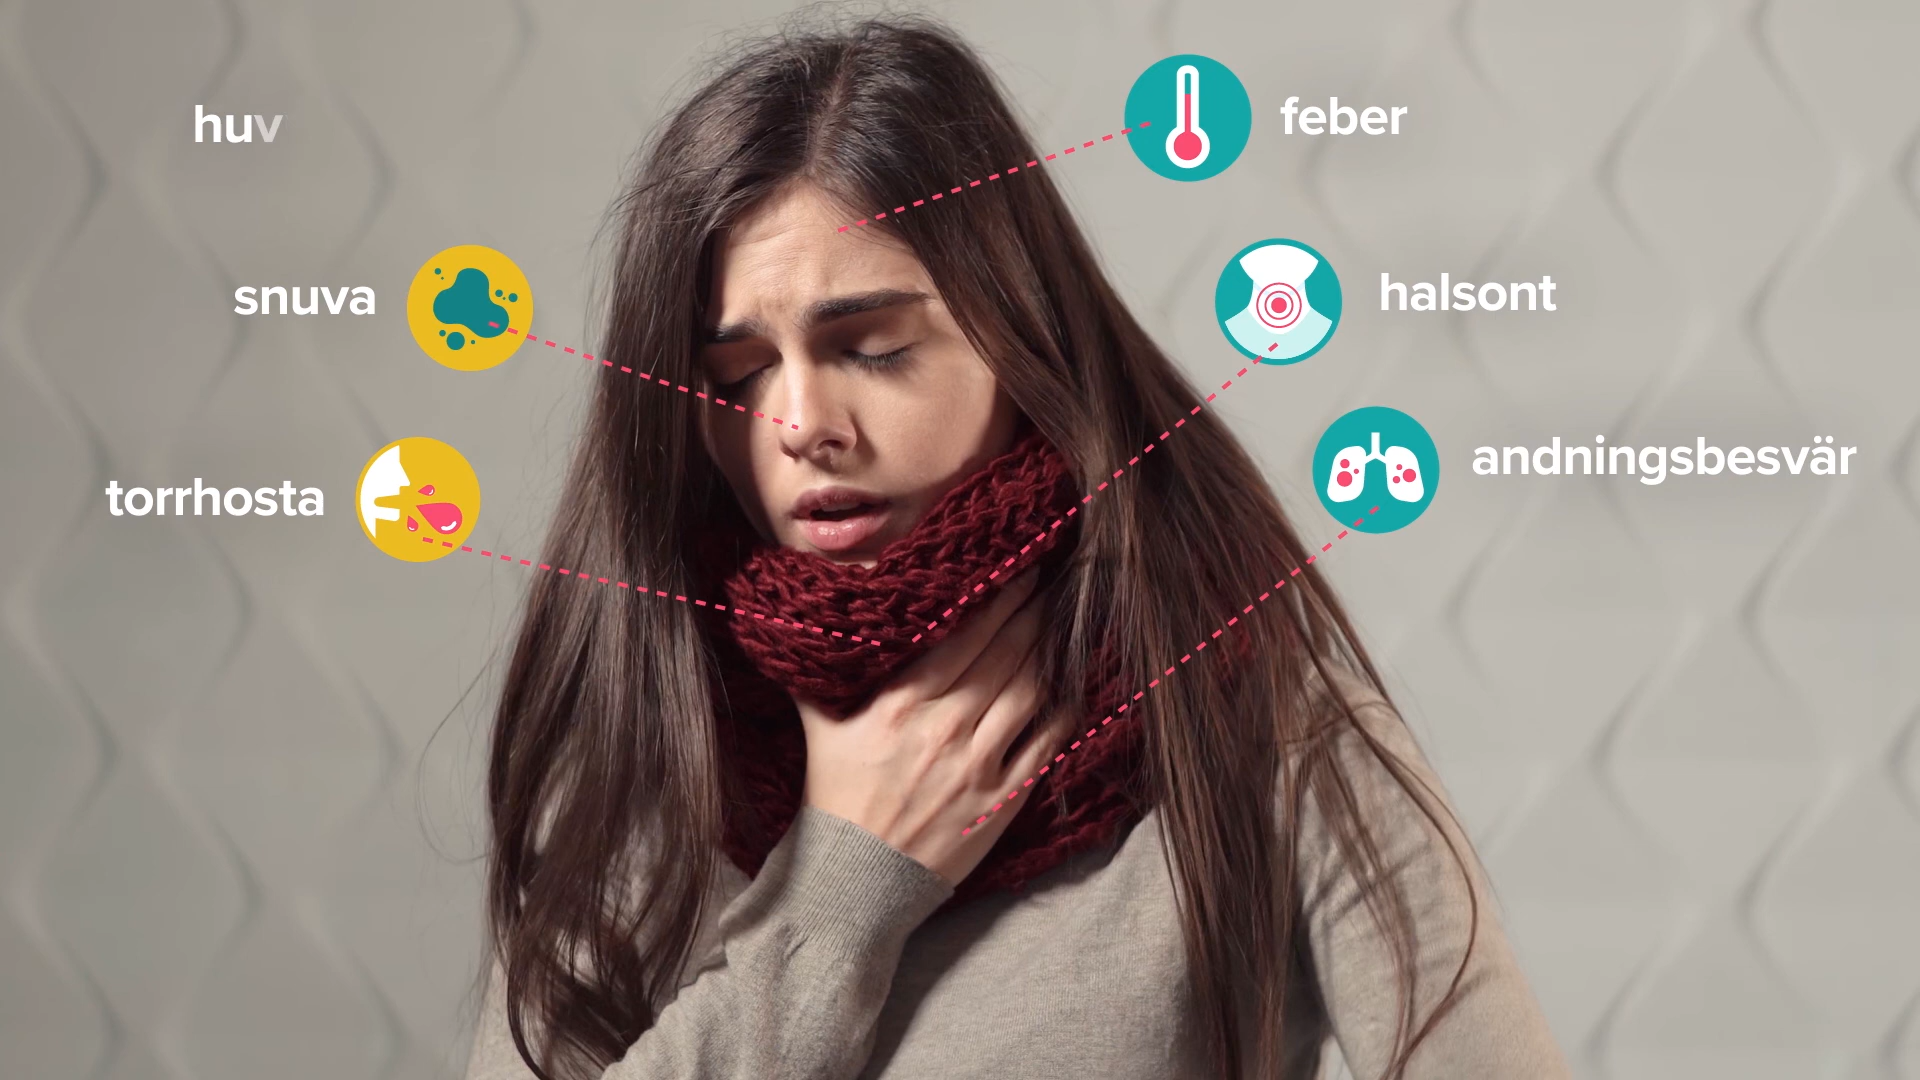 huv
snuva
torrhosta
feber
halsont
andningsbesvär